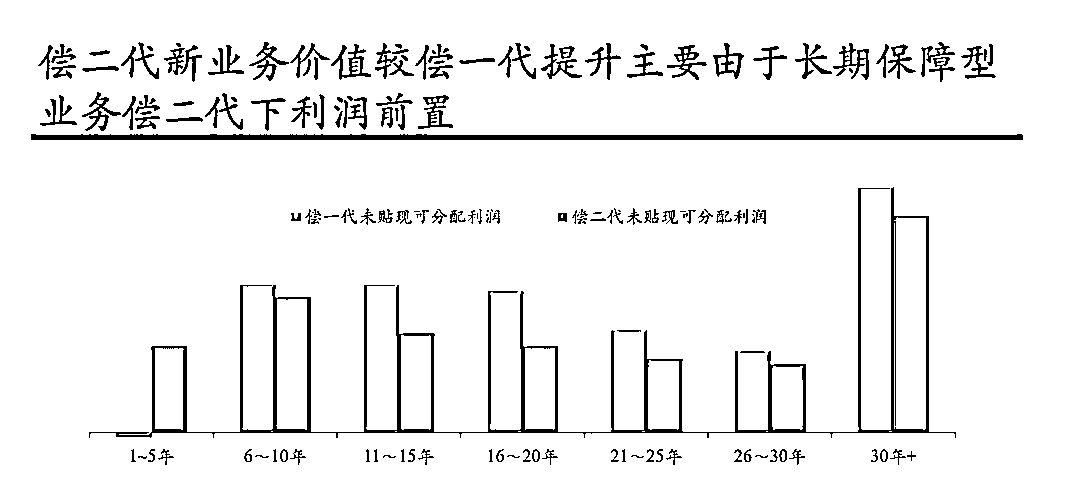 偿二代新业务价值较偿一代提升主要由于长期保障型
业务偿二代下利润前置
偿一代未贴现可分配利润 偿二代未贴现可分配利润
1~5年 6～10年 11～15年 16～20年 21～25年 26～30年 30年+